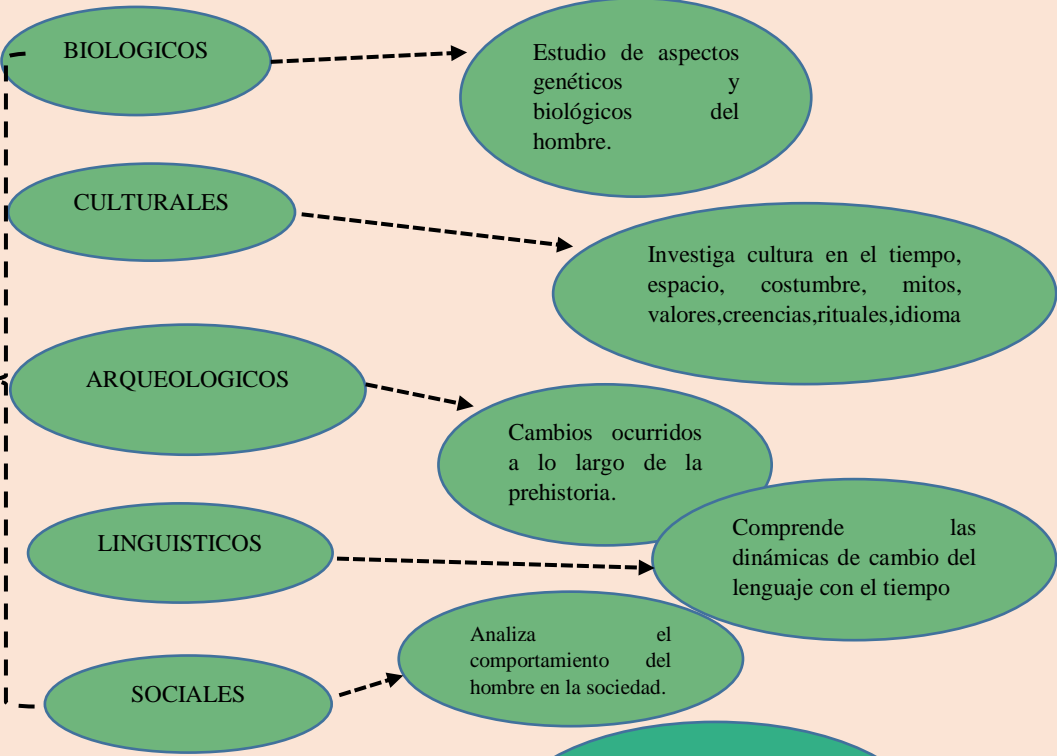 BIOLOGICOS
Estudio de aspectos
genéticos y
biológicos del
hombre.
CULTURALES
Investiga cultura en el tiempo,
espacio, costumbre, mitos,
valores,creencias,rituales,idioma
ARQUEOLOGICOS
Cambios ocurridos
a lo largo de la
prehistoria.
LINGUISTICOS
Comprende las
dinámicas de cambio del
lenguaje con el tiempo
SOCIALES
Analiza el
comportamiento del
hombre en la sociedad.